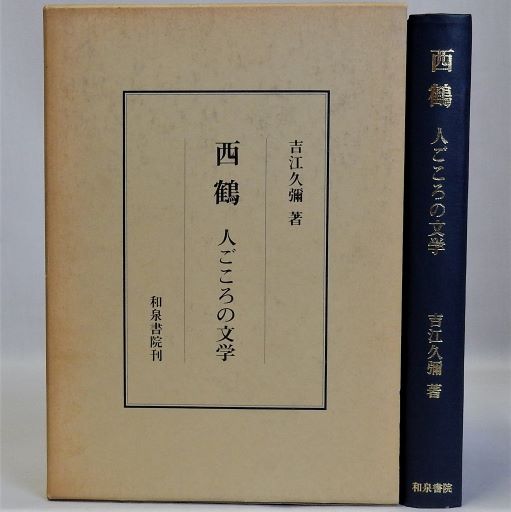 吉江久彌 著
西鶴 人ごころの文学
和泉書院刊
西鶴 人ごころの文学
吉江久彌 著
和泉書院